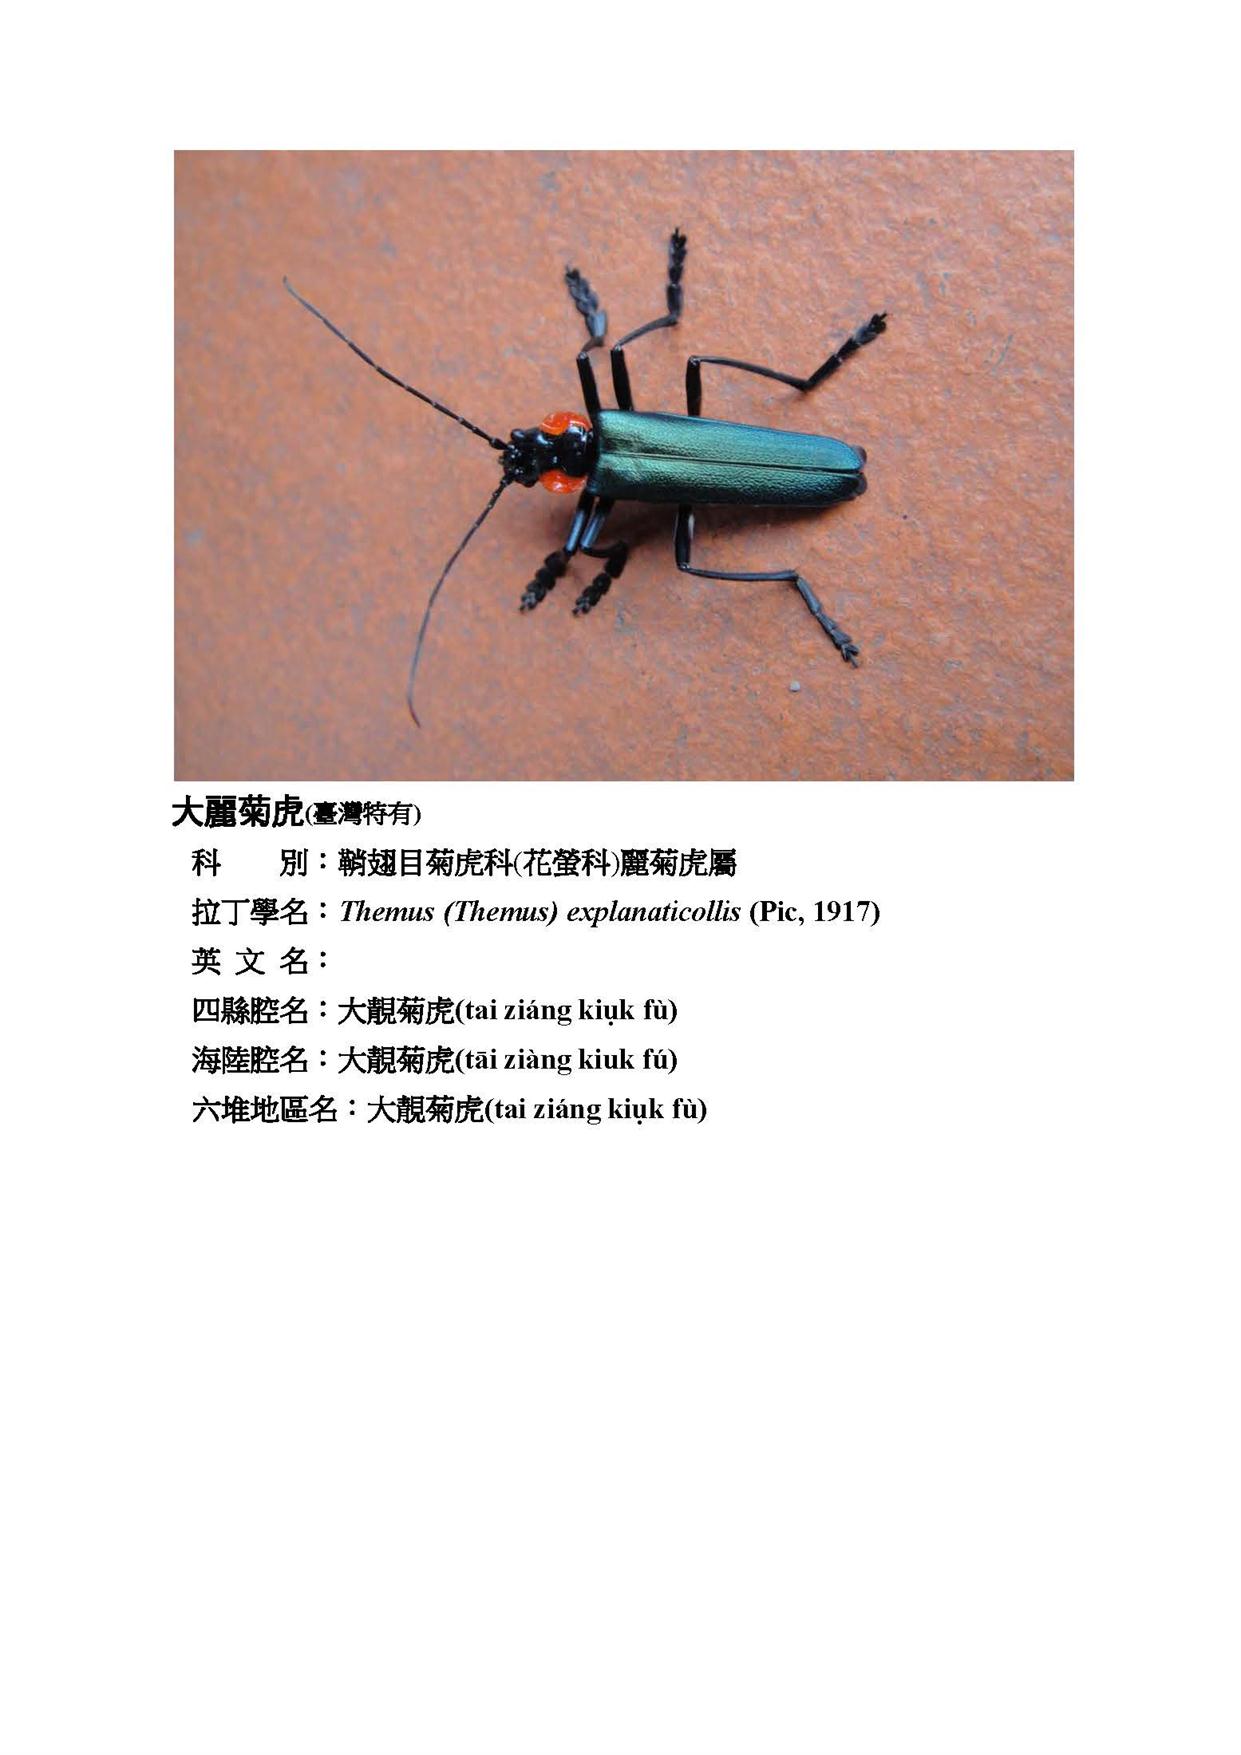 大麗菊虎(臺灣特有)
科　　別：鞘翅目菊虎科(花螢科)麗菊虎屬
拉丁學名：Themus (Themus) explanaticollis (Pic, 1917)
英 文 名：
四縣腔名：大靚菊虎(tai ziáng kiụk fù)
海陸腔名：大靚菊虎(tāi ziàng kiuk fú)
六堆地區名：大靚菊虎(tai ziáng kiụk fù)